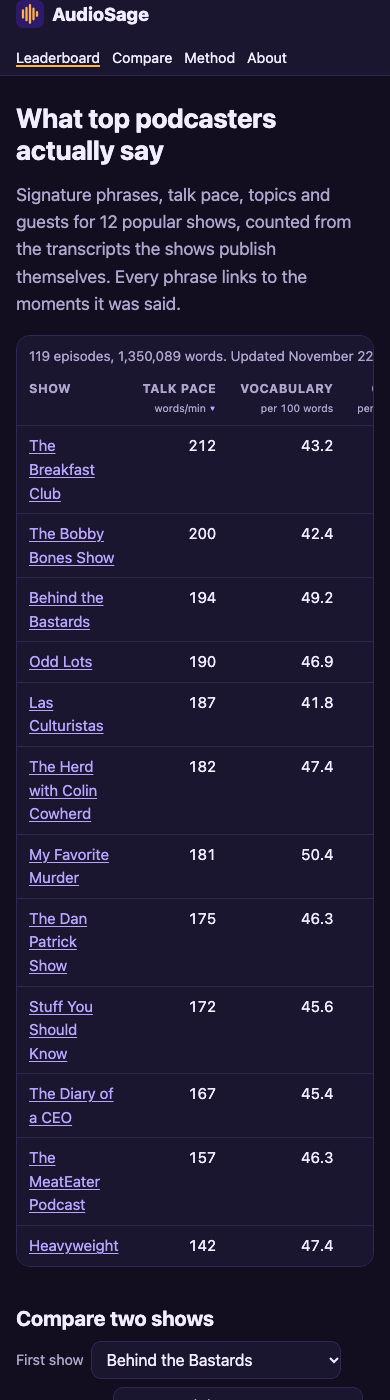 AudioSage
Leaderboard Compare Method About
What top podcasters
actually say
Signature phrases, talk pace, topics and
guests for 12 popular shows, counted from
the transcripts the shows publish
themselves. Every phrase links to the
moments it was said.
119 episodes, 1,350,089 words. Updated November 22
SHOW TALK PACE VOCABULARY
words/min ▼ per 100 words per
The 212 43.2
Breakfast
Club
The Bobby 200 42.4
Bones Show
Behind the 194 49.2
Bastards
Odd Lots 190 46.9
Las 187 41.8
Culturistas
The Herd 182 47.4
with Colin
Cowherd
My Favorite 181 50.4
Murder
The Dan 175 46.3
Patrick
Show
Stuff You 172 45.6
Should
Know
The Diary of 167 45.4
a CEO
The 157 46.3
MeatEater
Podcast
Heavyweight 142 47.4
Compare two shows
First show Behind the Bastards